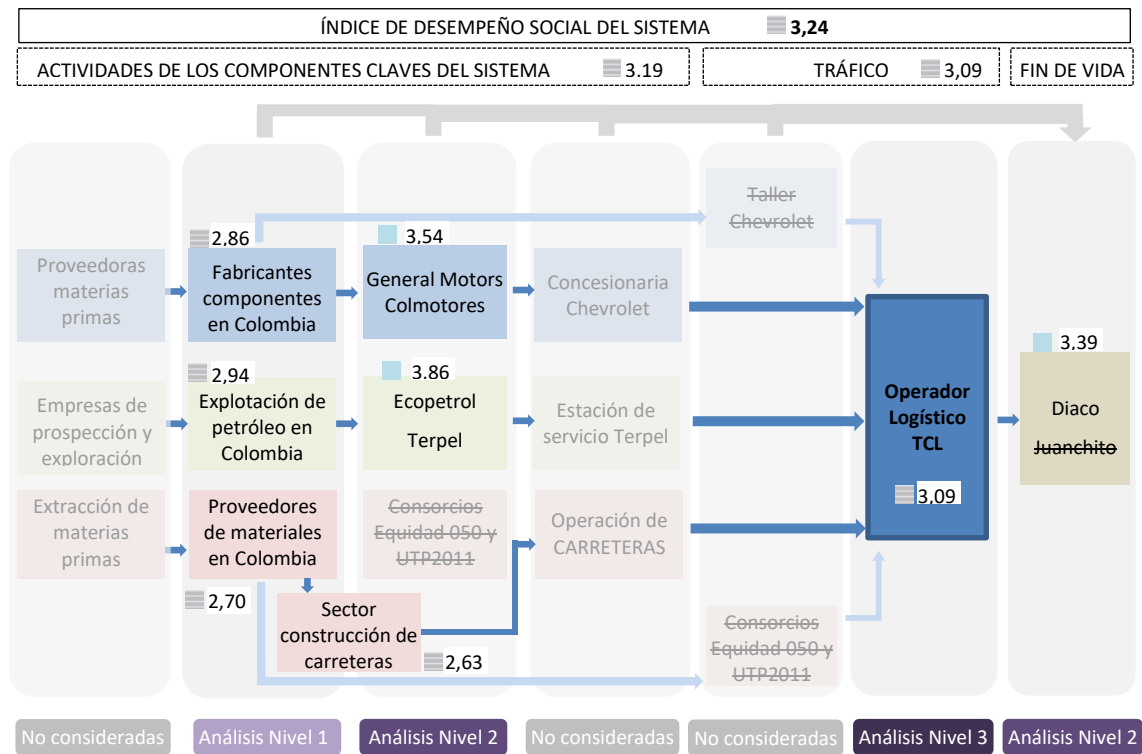 ÍNDICE DE DESEMPEÑO SOCIAL DEL SISTEMA 3,24
ACTIVIDADES DE LOS COMPONENTES CLAVES DEL SISTEMA 3.19
TRÁFICO 3,09
FIN DE VIDA
Taller
Chevrolet
2,86
3,54
Proveedoras
materias
primas
Fabricantes
componentes
en Colombia
General Motors
Colmotores
Concesionaria
Chevrolet
2,94
3.86
3,39
Empresas de
prospección y
exploración
Explotación de
petróleo en
Colombia
Ecopetrol
Terpel
Estación de
servicio Terpel
Operador
Logístico
TCL
3,09
Diaco
Juanchito
Extracción de
materias
primas
Proveedores
de materiales
en Colombia
Consorcios
Equidad 050 y
UTP2011
Operación de
CARRETERAS
2,70
Sector
construcción de
carreteras
2,63
Consorcios
Equidad 050 y
UTP2011
No consideradas
Análisis Nivel 1
Análisis Nivel 2
No consideradas
No consideradas
Análisis Nivel 3
Análisis Nivel 2